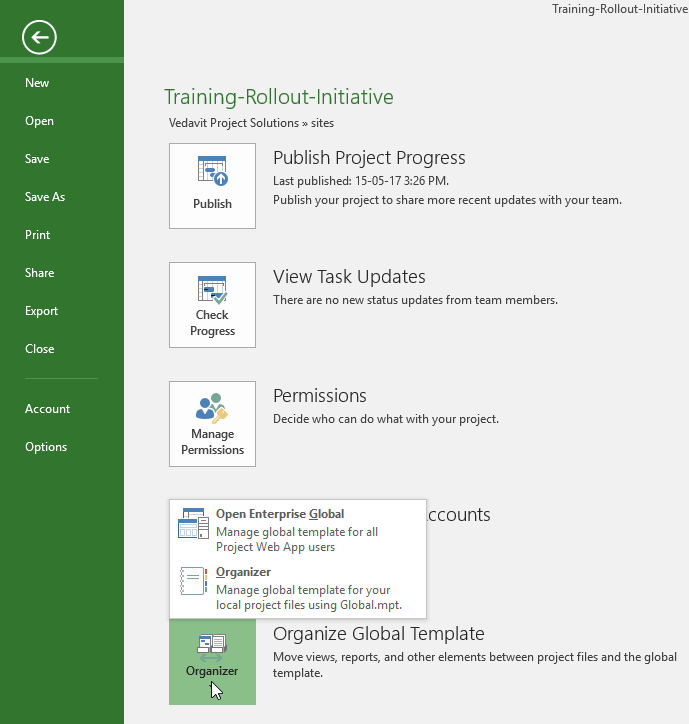 Training-Rollout-Initiative
New
Open
Save
Save As
Print
Share
Export
Close
Account
Options
Training-Rollout-Initiative
Vedavit Project Solutions » sites
Publish
Publish Project Progress
Last published: 15-05-17 3:26 PM.
Publish your project to share more recent updates with your team.
Check
Progress
View Task Updates
There are no new status updates from team members.
Manage
Permissions
Permissions
Decide who can do what with your project.
Open Enterprise Global
Manage global template for all
Project Web App users
Organizer
Manage global template for your
local project files using Global.mpt.
Organizer
Organize Global Template
Move views, reports, and other elements between project files and the global
template.